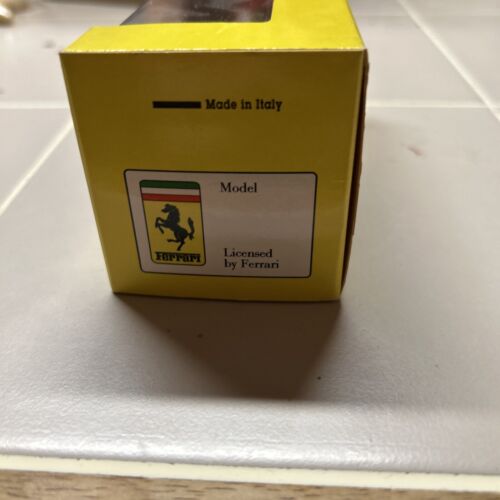 Made in Italy
Model
Ferrari
Licensed
by Ferrari